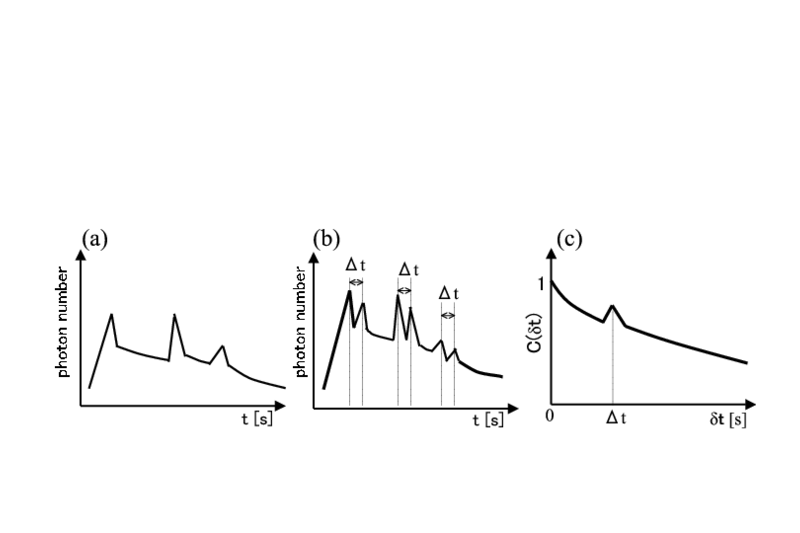 (a)
photon number
t [s]
(b)
photon number
Δt
Δt
Δt
t [s]
(c)
1
C(δt)
0
Δt
δt [s]